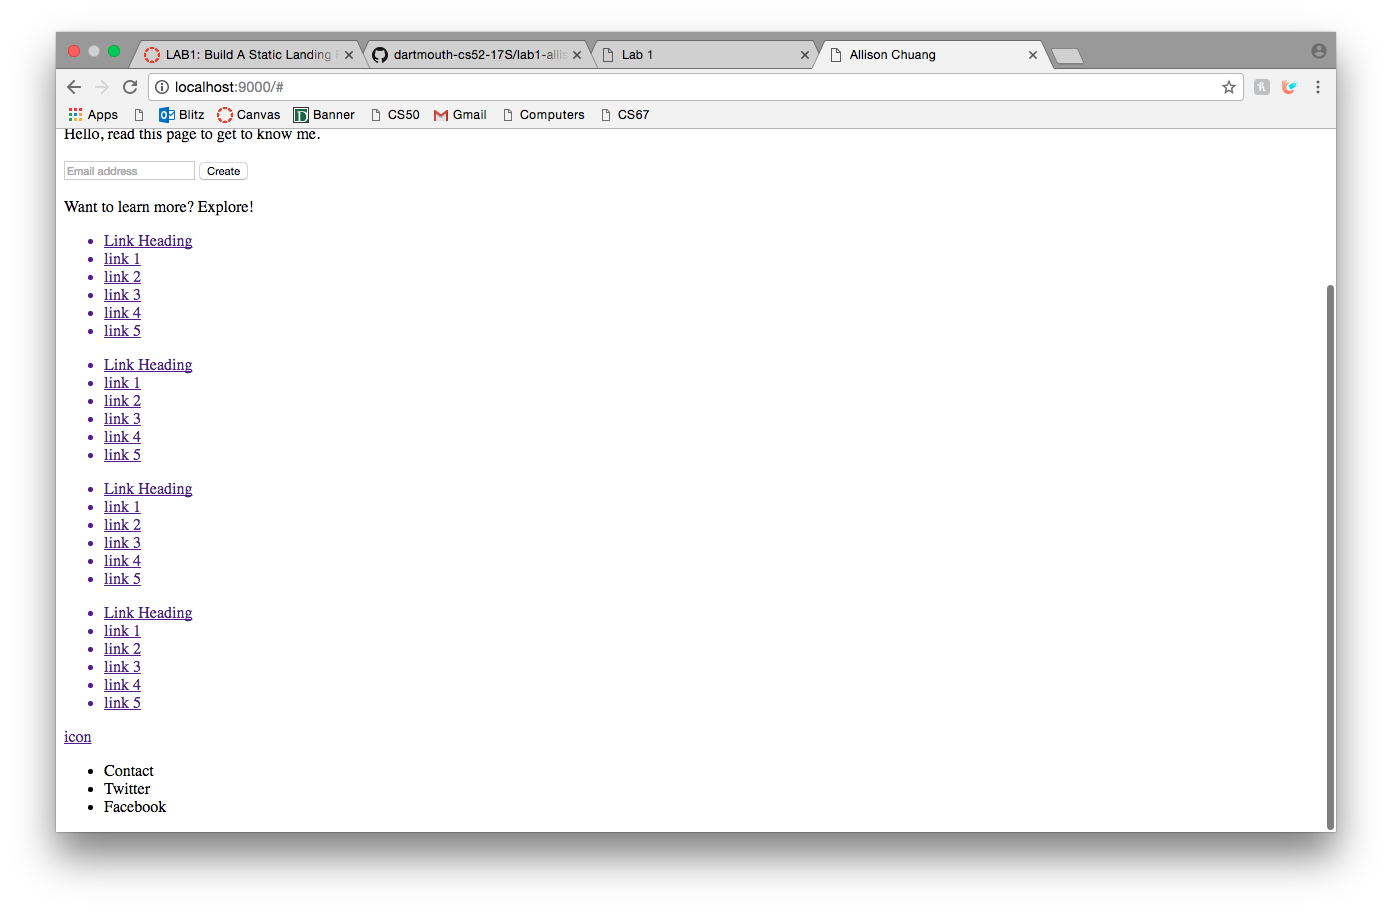 LAB1: Build A Static Landing
dartmouth-cs52-17S/lab1-allis
Lab 1
Allison Chuang
localhost:9000/#
Apps
Blitz
Canvas
Banner
CS50
Gmail
Computers
CS67
Hello, read this page to get to know me.
Email address
Create
Want to learn more? Explore!
Link Heading
link 1
link 2
link 3
link 4
link 5
Link Heading
link 1
link 2
link 3
link 4
link 5
Link Heading
link 1
link 2
link 3
link 4
link 5
Link Heading
link 1
link 2
link 3
link 4
link 5
icon
Contact
Twitter
Facebook